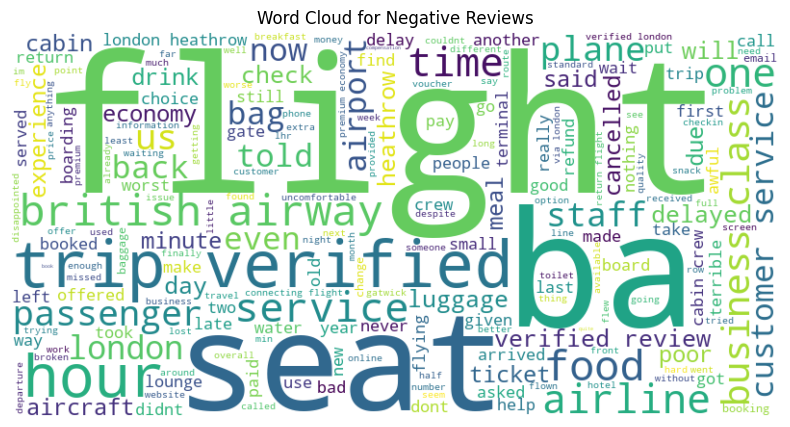 Word Cloud for Negative Reviews
cabin
london heathrow
now
delay
another
verified london
return
drink
check
airport
time
plane
will
call
experience
choice
still
bag
find
heathrow
said
put
wait
trip
one
email
served
boarding
economy
us
gate
told
back
worst
flight
people
go
pay
terminal
cancelled
really
refund
due
first
good
nothing
awful
british airway
even
crew
meal
staff
delayed
take
business class
customer service
trip verified
booked
minute
small
made
board
cabin crew
terrible
day
make
offered
old
luggage
ba
last
left
passenger
service
two
late
water
year
never
given
verified review
poor
got
way
took
london
hour
seat
lounge
paid
new
use
bad
flying
arrived
food
ticket
asked
help
dont
airline
aircraft
didnt
booking
breakfast
money
couldnt
different
need
im
fly
point
far
much
well
worse
price anything
premium
least
information
already
waiting
getting
phone
extra
lhr
customer
week
premium economy
provided
compensation
voucher
say
route
standard
via london
problem
checkin
snack
long
return flight
see
quality
disappointed
issue
found
uncomfortable
little
despite
option
received
full
screen
offer
used
next
line
baggage
finally
night
month
someone
change
toilet
row
available
thing
flew
going
tried
book
enough
missed
business
travel
connecting flight
gatwick
better
front
trying
lost
min
work
broken
website
around
overall
online
half
number
seem
flown
hotel
without
hard
went
departure
called